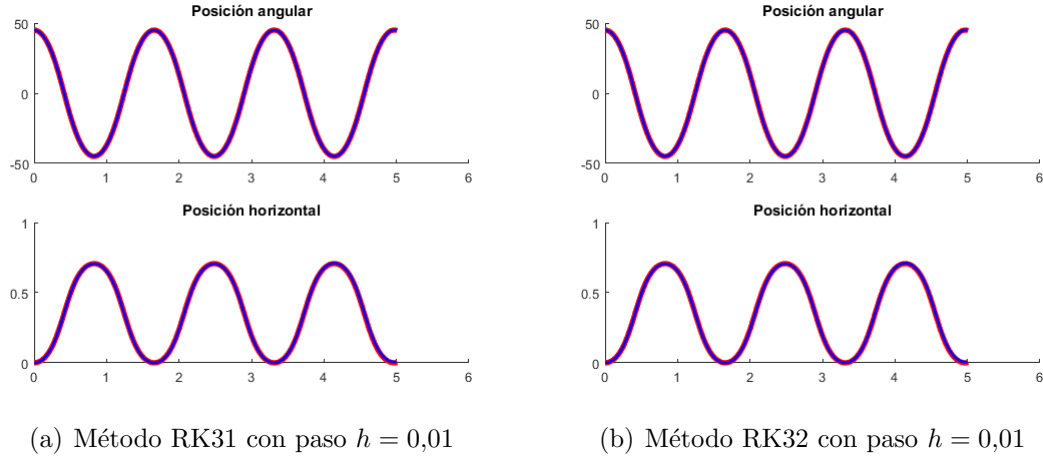 Posición angular
50
0
-50
0 1 2 3 4 5 6
Posición horizontal
1
0.5
0
0 1 2 3 4 5 6
(a) Método RK31 con paso h = 0,01
Posición angular
50
0
-50
0 1 2 3 4 5 6
Posición horizontal
1
0.5
0
0 1 2 3 4 5 6
(b) Método RK32 con paso h = 0,01